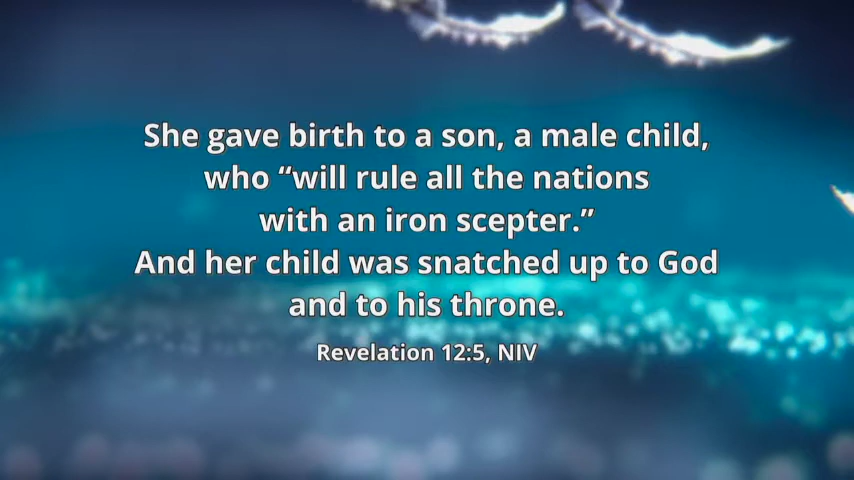 She gave birth to a son, a male child,
who “will rule all the nations
with an iron scepter.”
And her child was snatched up to God
and to his throne.
Revelation 12:5, NIV